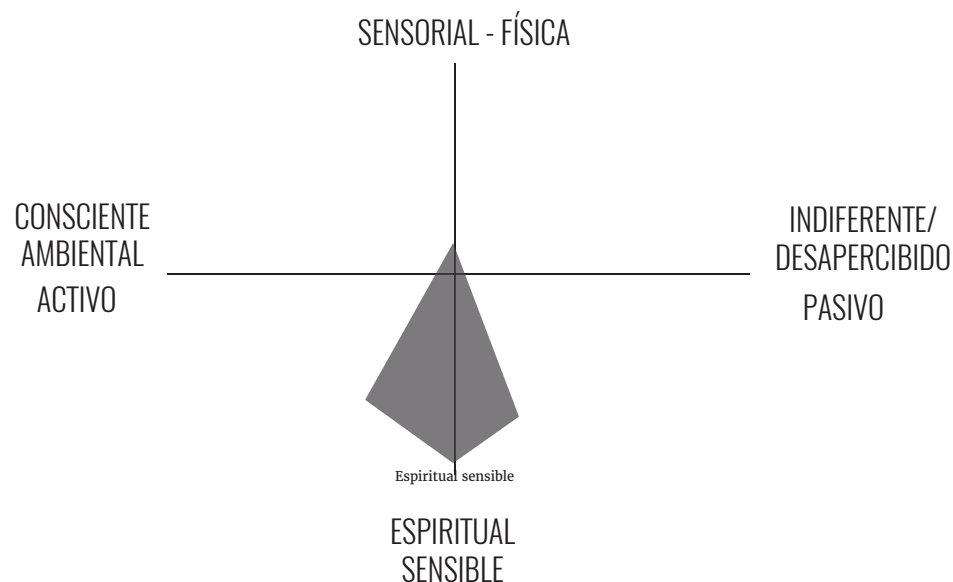 SENSORIAL - FÍSICA
CONSCIENTE
AMBIENTAL
ACTIVO
INDIFERENTE/
DESAPERCIBIDO
PASIVO
Espiritual sensible
ESPIRITUAL
SENSIBLE